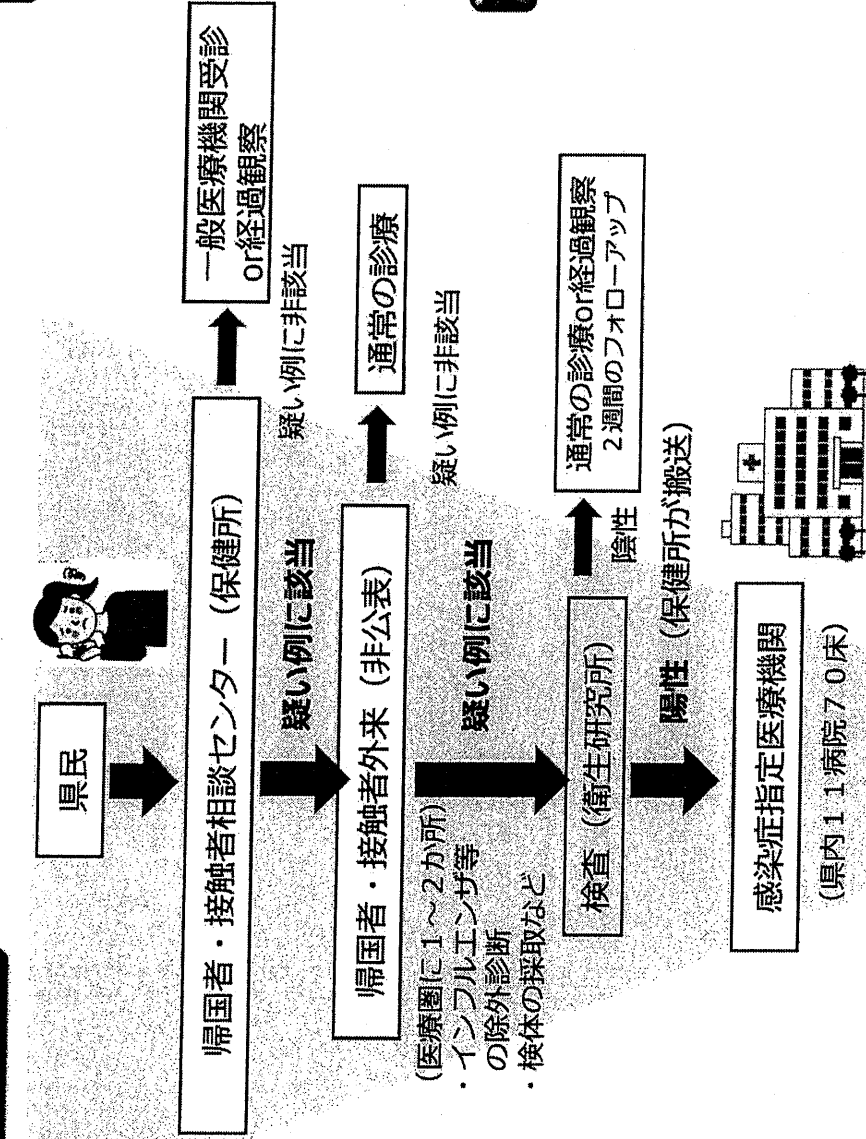 県民
帰国者・接触者相談センター（保健所）
疑い例に非該当
一般医療機関受診
or経過観察
疑い例に該当
帰国者・接触者外来（非公表）
疑い例に非該当
通常の診療
（医療圏に１～２か所）
・インフルエンザ等
の除外診断
・検体の採取など
疑い例に該当
検査（(衛生研究所）
陰性
通常の診療or経過観察
２週間のフォローアップ
陽性（保健所が搬送）
感染症指定医療機関
（県内１１病院７０床）